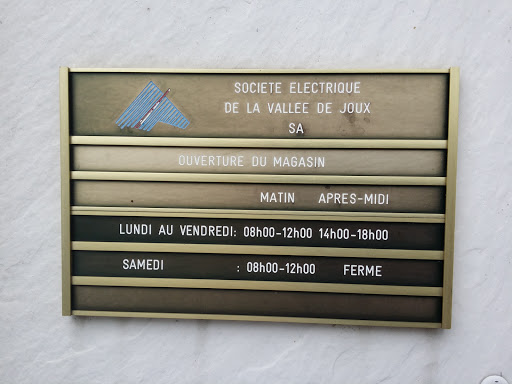 SOCIETE ELECTRIQUE
DE LA VALLEE DE JOUX
SA
OUVERTURE DU MAGASIN
MATIN APRES-MIDI
LUNDI AU VENDREDI: 08h00-12h00 14h00-18h00
SAMEDI : 08h00-12h00 FERME